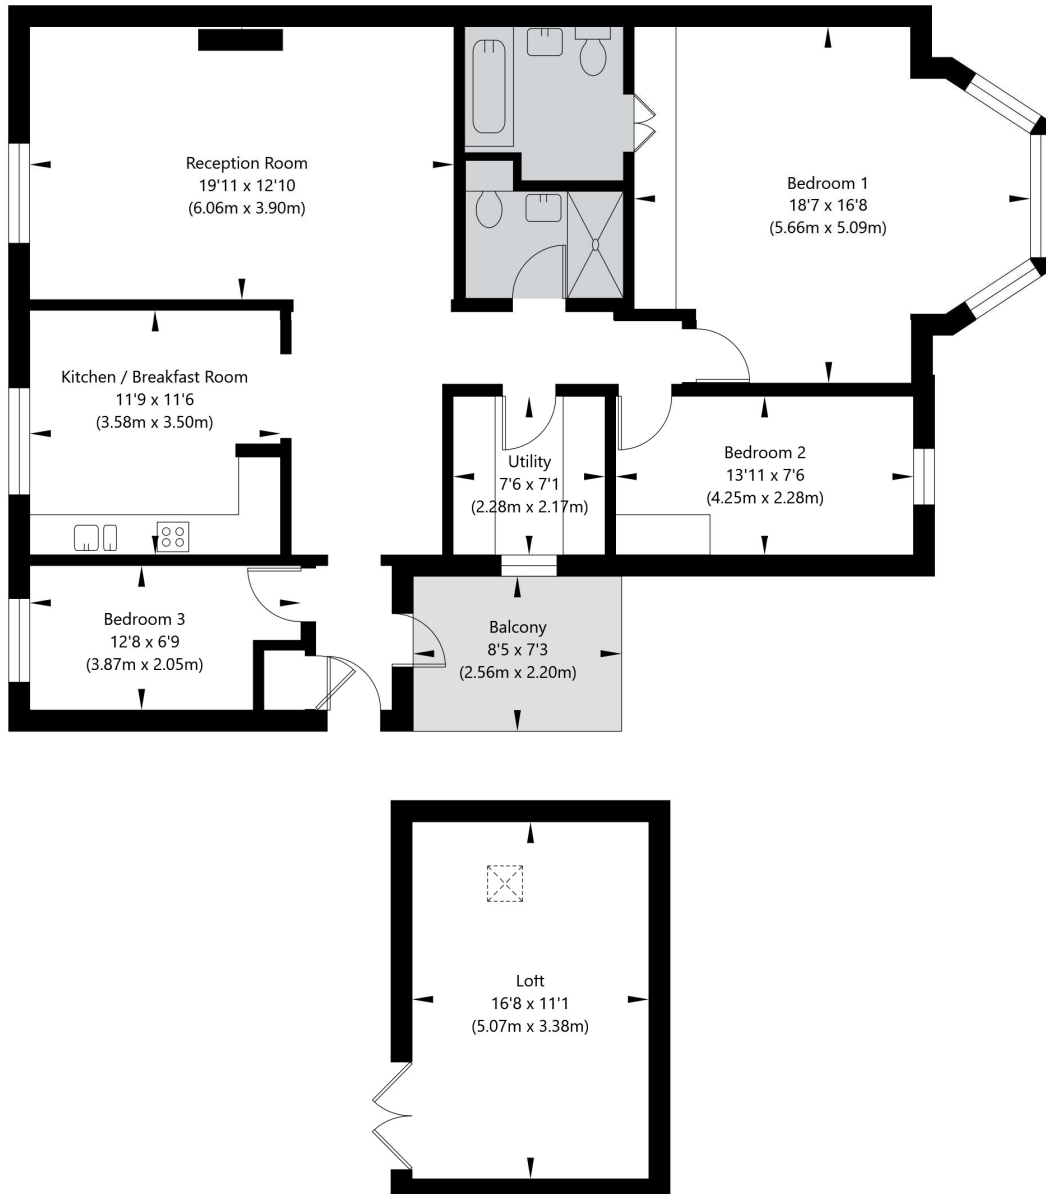 Reception Room
19'11 x 12'10
(6.06m x 3.90m)
Bedroom 1
18'7 x 16'8
(5.66m x 5.09m)
Kitchen / Breakfast Room
11'9 x 11'6
(3.58m x 3.50m)
Utility
7'6 x 7'1
(2.28m x 2.17m)
Bedroom 2
13'11 x 7'6
(4.25m x 2.28m)
Bedroom 3
12'8 x 6'9
(3.87m x 2.05m)
Balcony
8'5 x 7'3
(2.56m x 2.20m)
Loft
16'8 x 11'1
(5.07m x 3.38m)